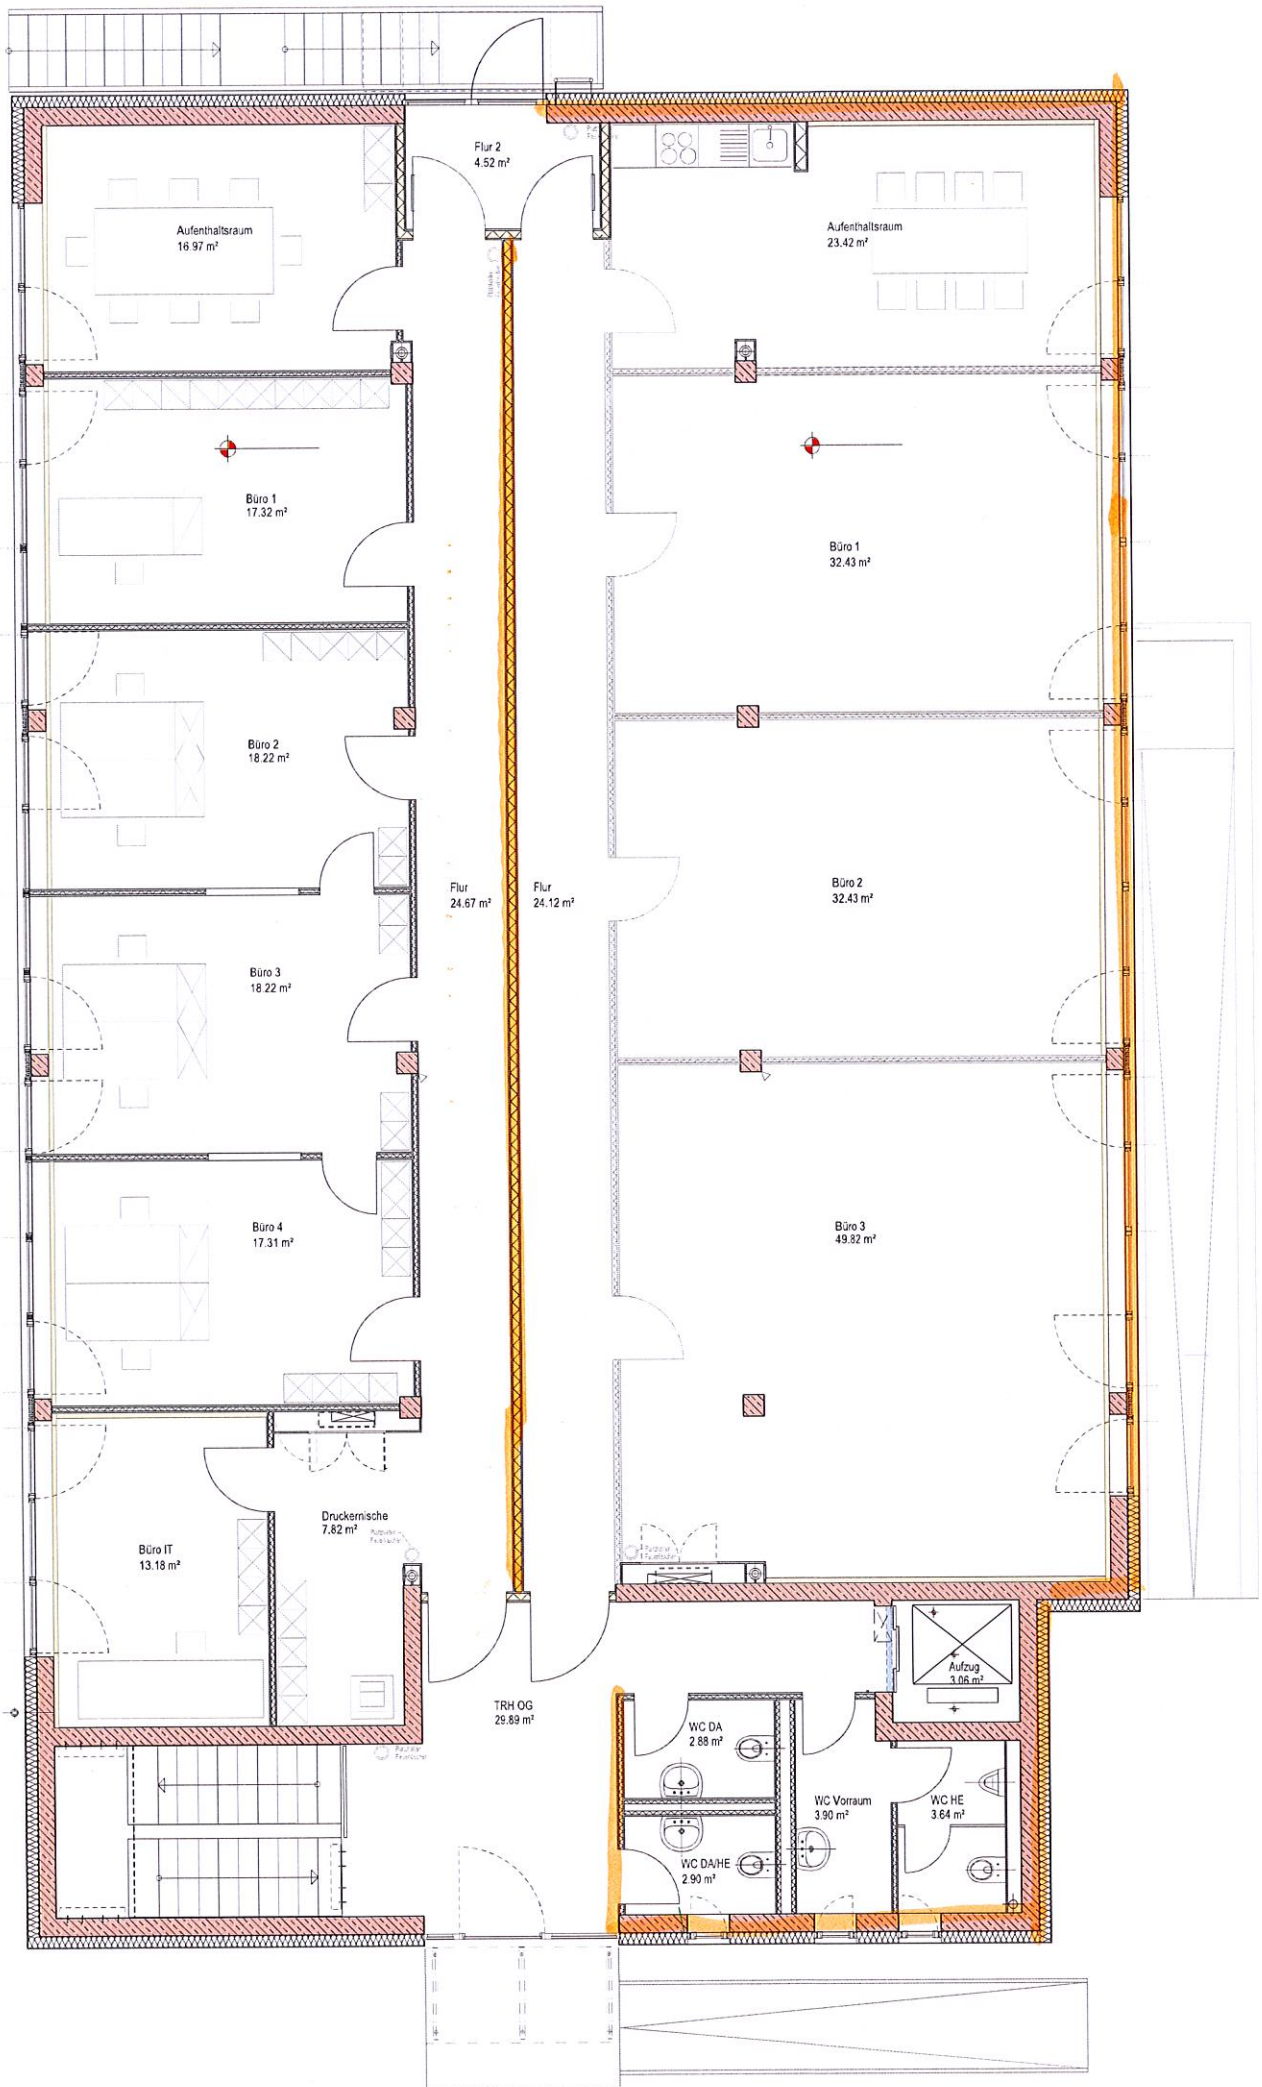 Flur 2
4.52 m²
Aufenthaltsraum
16.97 m²
Aufenthaltsraum
23.42 m²
Büro 1
17.32 m²
Büro 1
32.43 m²
Büro 2
18.22 m²
Flur
24.67 m²
Flur
24.12 m²
Büro 2
32.43 m²
Büro 3
18.22 m²
Büro 4
17.31 m²
Büro 3
49.82 m²
Druckernische
7.82 m²
Büro IT
13.18 m²
Aufzug
3.06 m²
TRH OG
29.89 m²
WC DA
2.88 m²
WC Vorraum
3.90 m²
WC HE
3.64 m²
WC DA/HE
2.90 m²